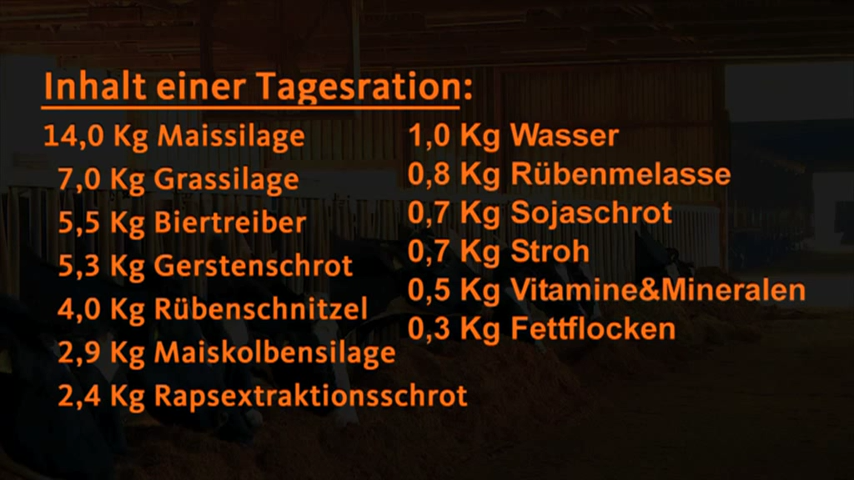 Inhalt einer Tagesration:
14,0 Kg Maissilage
7,0 Kg Grassilage
5,5 Kg Biertreiber
5,3 Kg Gerstenschrot
4,0 Kg Rübenschnitzel
2,9 Kg Maiskolbensilage
2,4 Kg Rapsextraktionsschrot
1,0 Kg Wasser
0,8 Kg Rübenmelasse
0,7 Kg Sojaschrot
0,7 Kg Stroh
0,5 Kg Vitamine&Mineralen
0,3 Kg Fettflocken